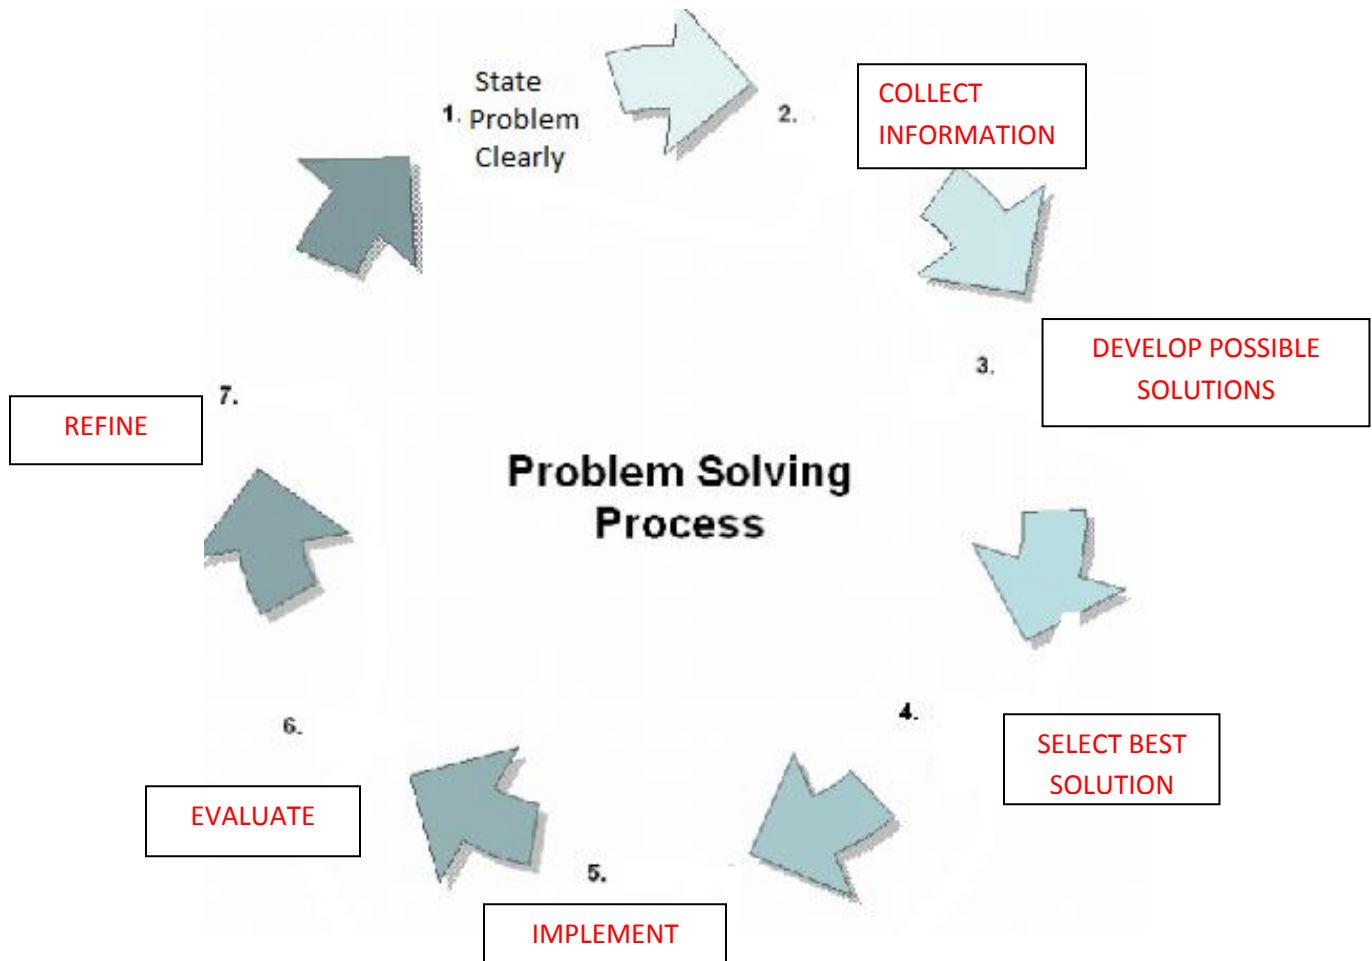 State
1. Problem
Clearly
2.
COLLECT
INFORMATION
3.
DEVELOP POSSIBLE
SOLUTIONS
7.
REFINE
Problem Solving
Process
4.
SELECT BEST
SOLUTION
6.
EVALUATE
5.
IMPLEMENT